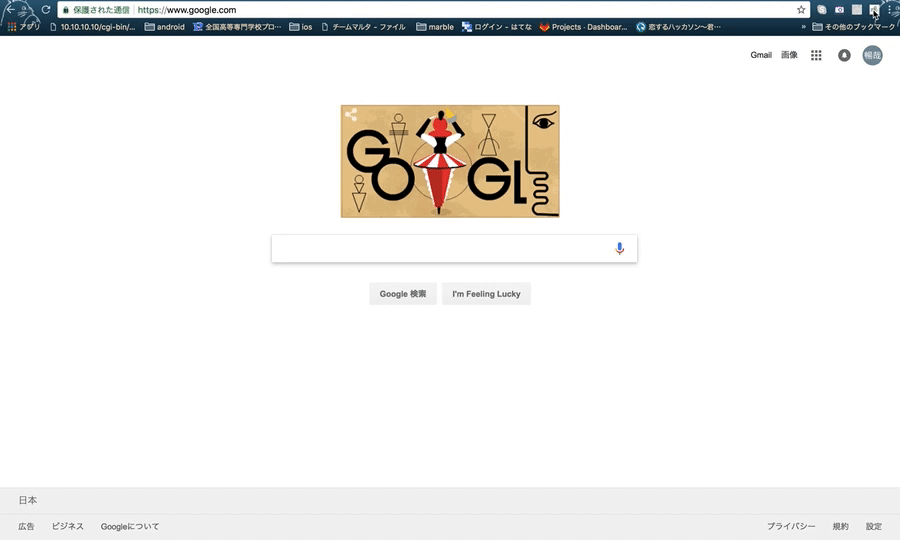 保護された通信 https://www.google.com
アプリ 10.10.10.10/cgi-bin/… android 全国高等専門学校プロ… ios チームマルタ - ファイル marble ログイン - はてな Projects · Dashboar… 恋するハッカソン〜君… » その他のブックマーク
Gmail 画像 暢哉
GOOGLE
Google 検索 I'm Feeling Lucky
日本
広告 ビジネス Googleについて プライバシー 規約 設定